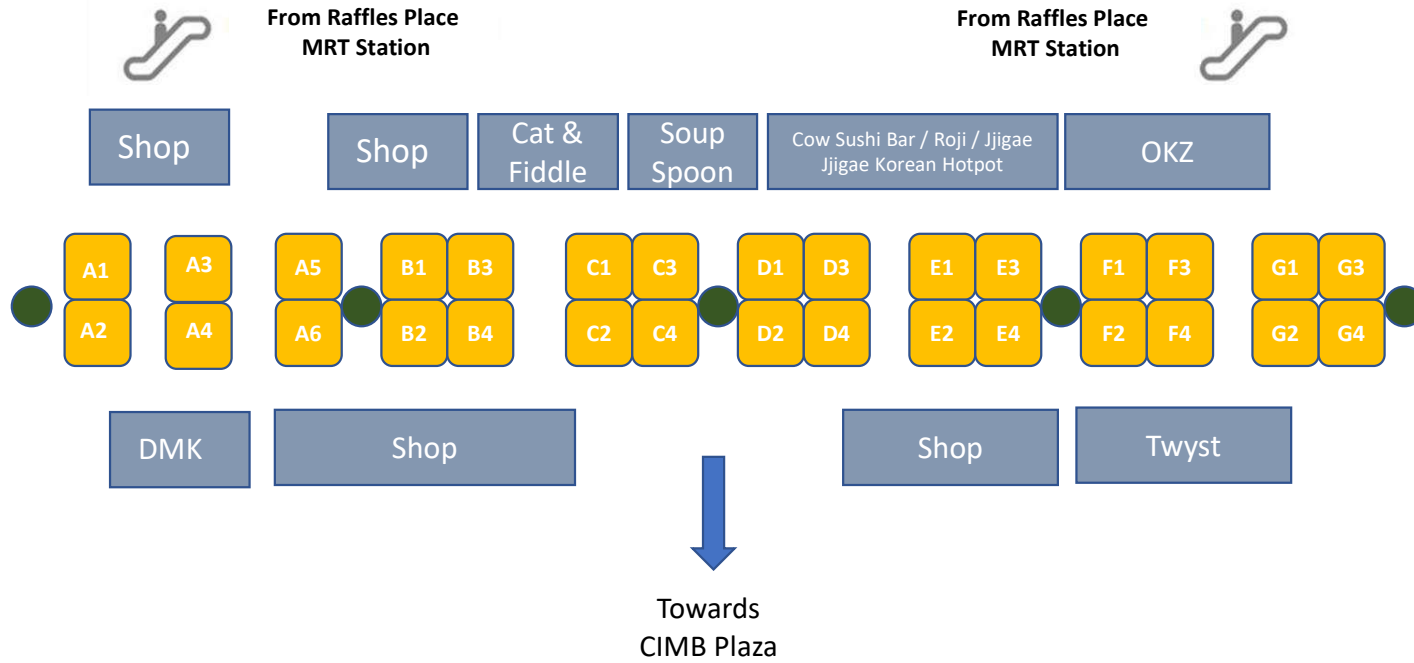 From Raffles Place
MRT Station
From Raffles Place
MRT Station
Shop
Shop
Cat &
Fiddle
Soup
Spoon
Cow Sushi Bar / Roji / Jjigae
Jjigae Korean Hotpot
OKZ
A1
A3
A5
B1
B3
C1
C3
D1
D3
E1
E3
F1
F3
G1
G3
A2
A4
A6
B2
B4
C2
C4
D2
D4
E2
E4
F2
F4
G2
G4
DMK
Shop
Shop
Twyst
Towards
CIMB Plaza